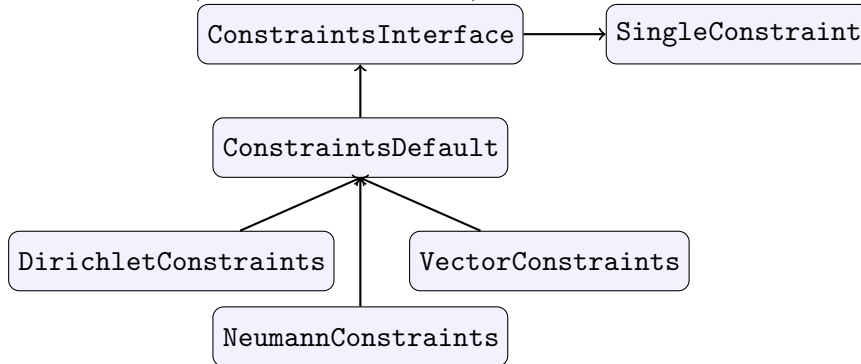 ConstraintsInterface
SingleConstraint
ConstraintsDefault
DirichletConstraints
VectorConstraints
NeumannConstraints